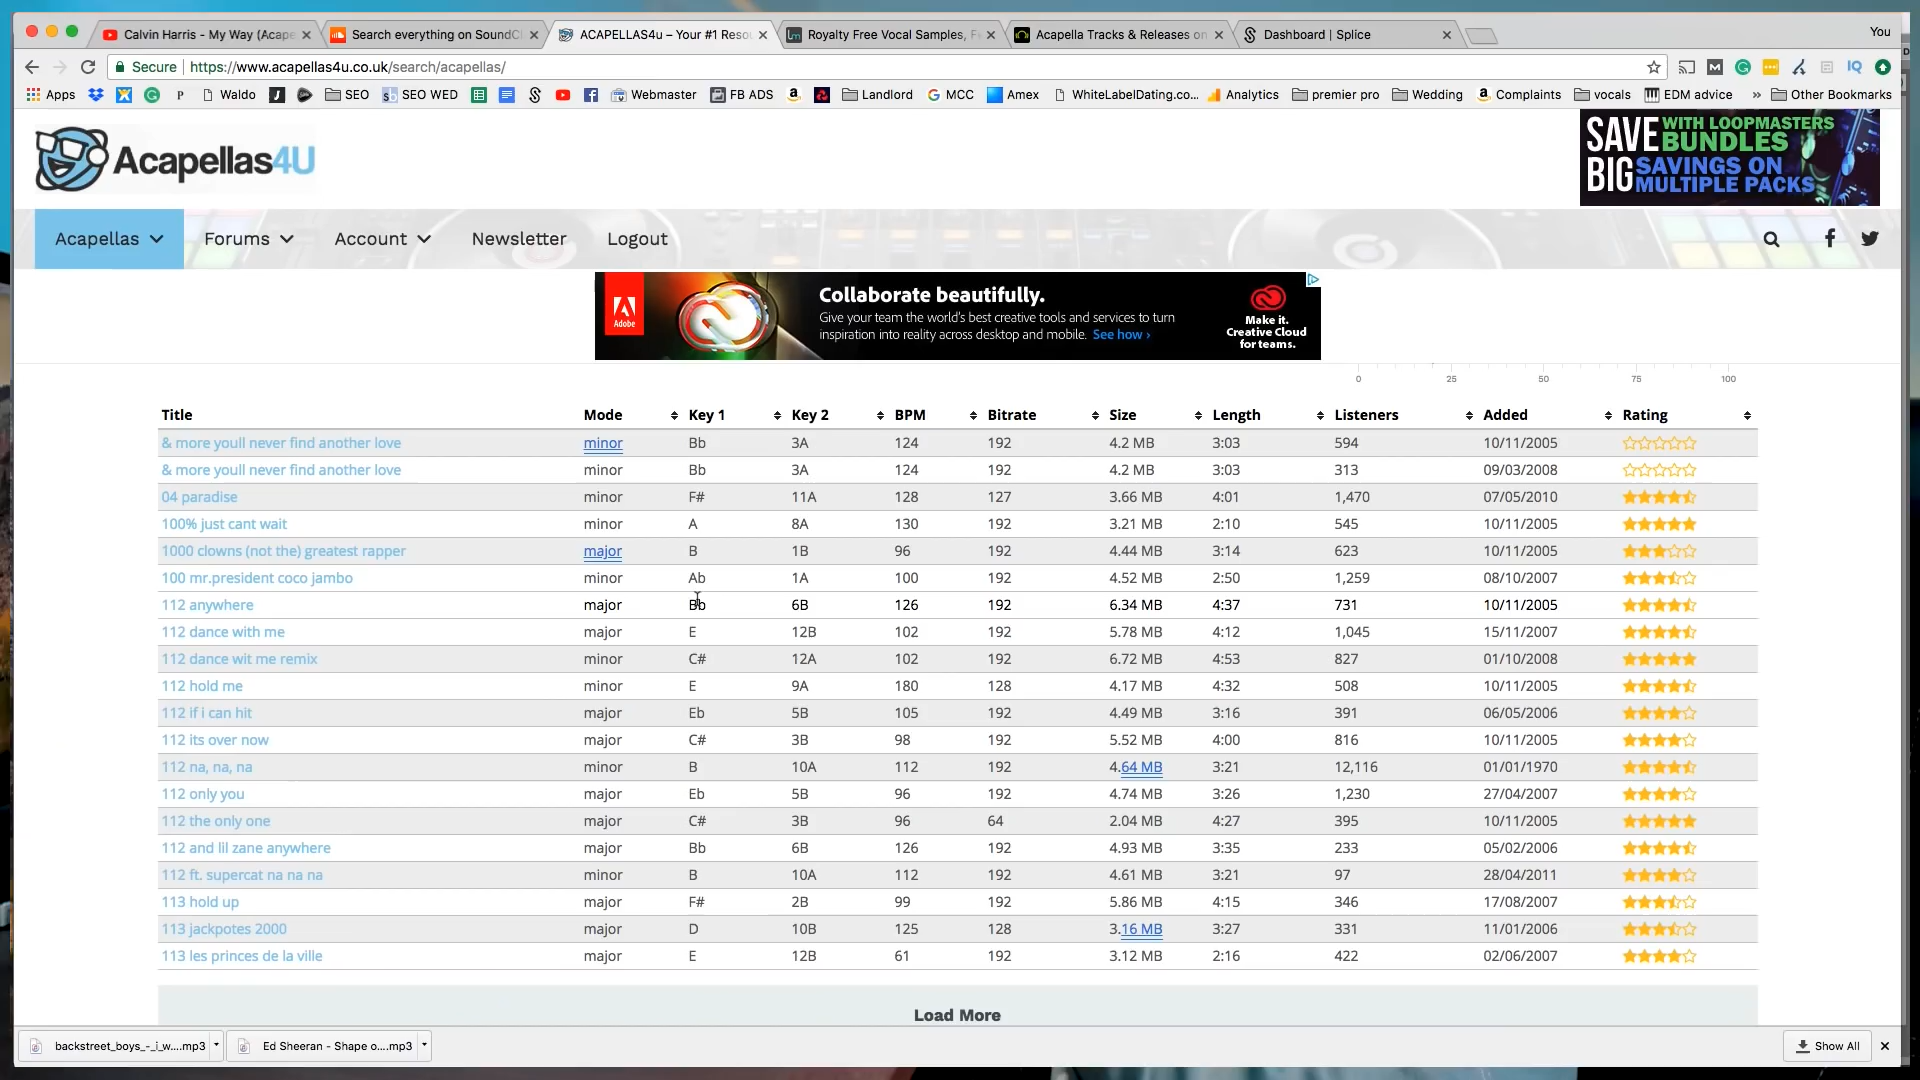 Calvin Harris - My Way (Acape
Search everything on SoundCl
ACAPELLAS4u – Your #1 Reso
Royalty Free Vocal Samples, F
Acapella Tracks & Releases on
Dashboard | Splice
You
Secure | https://www.acapellas4u.co.uk/search/acapellas/
Apps Waldo SEO SEO WED Webmaster FB ADS Landlord MCC Amex WhiteLabelDating.co... Analytics premier pro Wedding Complaints vocals EDM advice » Other Bookmarks
Acapellas4U
SAVE WITH LOOPMASTERS BUNDLES
BIG SAVINGS ON MULTIPLE PACKS
Acapellas Forums Account Newsletter Logout
Adobe
Collaborate beautifully.
Give your team the world's best creative tools and services to turn
inspiration into reality across desktop and mobile. See how ›
Make it.
Creative Cloud
for teams.
0 25 50 75 100
Title Mode Key 1 Key 2 BPM Bitrate Size Length Listeners Added Rating
& more youll never find another love minor Bb 3A 124 192 4.2 MB 3:03 594 10/11/2005
& more youll never find another love minor Bb 3A 124 192 4.2 MB 3:03 313 09/03/2008
04 paradise minor F# 11A 128 127 3.66 MB 4:01 1,470 07/05/2010
100% just cant wait minor A 8A 130 192 3.21 MB 2:10 545 10/11/2005
1000 clowns (not the) greatest rapper major B 1B 96 192 4.44 MB 3:14 623 10/11/2005
100 mr.president coco jambo minor Ab 1A 100 192 4.52 MB 2:50 1,259 08/10/2007
112 anywhere major Bb 6B 126 192 6.34 MB 4:37 731 10/11/2005
112 dance with me major E 12B 102 192 5.78 MB 4:12 1,045 15/11/2007
112 dance wit me remix minor C# 12A 102 192 6.72 MB 4:53 827 01/10/2008
112 hold me minor E 9A 180 128 4.17 MB 4:32 508 10/11/2005
112 if i can hit major Eb 5B 105 192 4.49 MB 3:16 391 06/05/2006
112 its over now major C# 3B 98 192 5.52 MB 4:00 816 10/11/2005
112 na, na, na minor B 10A 112 192 4.64 MB 3:21 12,116 01/01/1970
112 only you major Eb 5B 96 192 4.74 MB 3:26 1,230 27/04/2007
112 the only one major C# 3B 96 64 2.04 MB 4:27 395 10/11/2005
112 and lil zane anywhere major Bb 6B 126 192 4.93 MB 3:35 233 05/02/2006
112 ft. supercat na na na minor B 10A 112 192 4.61 MB 3:21 97 28/04/2011
113 hold up major F# 2B 99 192 5.86 MB 4:15 346 17/08/2007
113 jackpotes 2000 major D 10B 125 128 3.16 MB 3:27 331 11/01/2006
113 les princes de la ville major E 12B 61 192 3.12 MB 2:16 422 02/06/2007
Load More
backstreet_boys_-_i_w....mp3
Ed Sheeran - Shape o....mp3
Show All